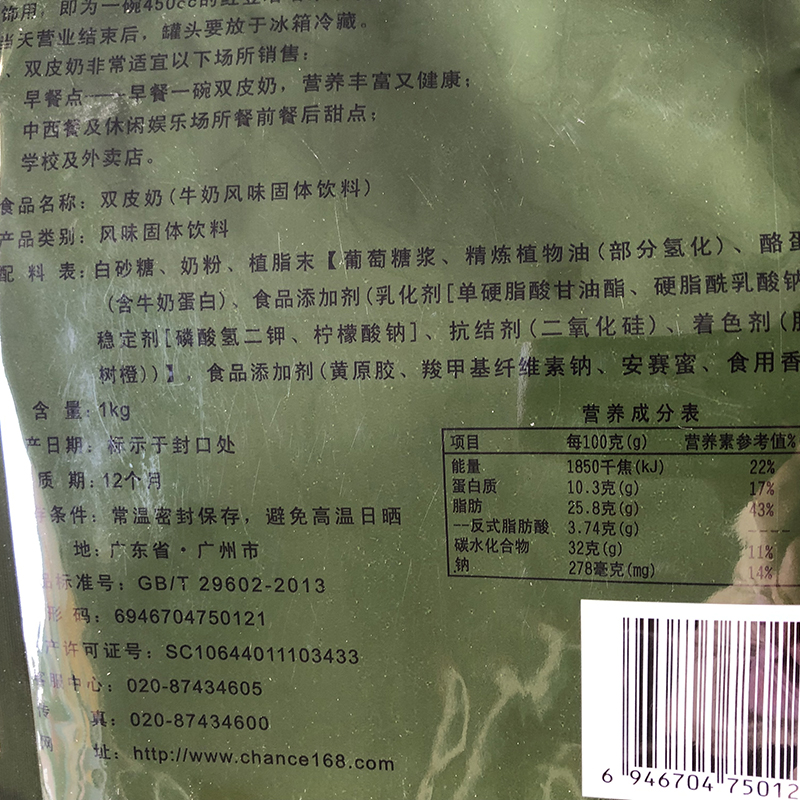 饰用，即为一碗450cc的红豆
当天营业结束后，罐头要放于冰箱冷藏。
、双皮奶非常适宜以下场所销售：
早餐点——早餐一碗双皮奶，营养丰富又健康；
中西餐及休闲娱乐场所餐前餐后甜点；
学校及外卖店。
食品名称：双皮奶(牛奶风味固体饮料)
产品类别：风味固体饮料
配 料 表：白砂糖、奶粉、植脂末【葡萄糖浆、精炼植物油(部分氢化)、酪蛋
(含牛奶蛋白)、食品添加剂(乳化剂[单硬脂酸甘油酯、硬脂酰乳酸钠
稳定剂[磷酸氢二钾、柠檬酸钠]、抗结剂(二氧化硅)、着色剂(胭
树橙))】，食品添加剂(黄原胶、羧甲基纤维素钠、安赛蜜、食用香
含 量：1kg
产日期：标示于封口处
质 期：12个月
存条件：常温密封保存，避免高温日晒
地：广东省·广州市
品标准号：GB/T 29602-2013
形 码：6946704750121
产许可证号：SC10644011103433
客服中心：020-87434605
传 真：020-87434600
网 址：http://www.chance168.com
营养成分表
项目 每100克(g) 营养素参考值%
能量 1850千焦(kJ) 22%
蛋白质 10.3克(g) 17%
脂肪 25.8克(g) 43%
--反式脂肪酸 3.74克(g) ----
碳水化合物 32克(g) 11%
钠 278毫克(mg) 14%
6 946704 75012